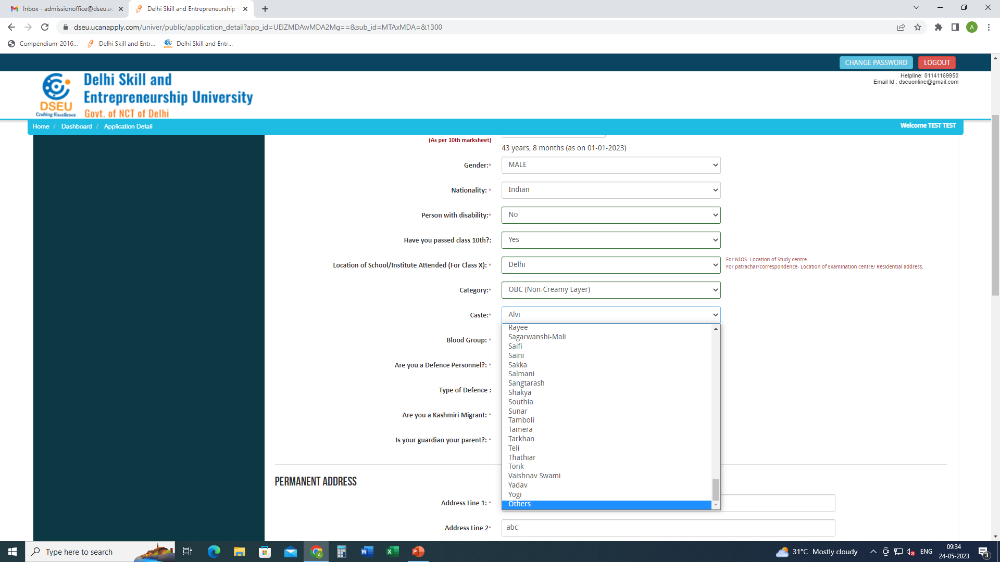 Inbox - admissionoffice@dseu.ac
Delhi Skill and Entrepreneurship
dseu.ucanapply.com/univer/public/application_detail?app_id=UEIZMDAwMDA2Mg==&sub_id=MTAxMDA=&1300
A
Compendium-2016...
Delhi Skill and Entr...
Delhi Skill and Entr...
CHANGE PASSWORD
LOGOUT
Helpline: 01141169950
Email Id : dseuonline@gmail.com
DSEU
Crafting Excellence
Delhi Skill and
Entrepreneurship University
Govt. of NCT of Delhi
Home / Dashboard / Application Detail
Welcome TEST TEST
(As per 10th marksheet)
43 years, 8 months (as on 01-01-2023)
Gender:* MALE
Nationality: * Indian
Person with disability:* No
Have you passed class 10th?: Yes
Location of School/Institute Attended (For Class X): * Delhi
For NIOS- Location of Study centre.
For patrachar/correspondence- Location of Examination centre/ Residential address.
Category:* OBC (Non-Creamy Layer)
Caste:* Alvi
Rayee
Sagarwanshi-Mali
Saifi
Saini
Sakka
Salmani
Sangtarash
Shakya
Southia
Sunar
Tamboli
Tamera
Tarkhan
Teli
Thathiar
Tonk
Vaishnav Swami
Yadav
Yogi
Others
Blood Group: *
Are you a Defence Personnel?: *
Type of Defence :
Are you a Kashmiri Migrant: *
Is your guardian your parent?: *
PERMANENT ADDRESS
Address Line 1: *
Address Line 2* abc
Type here to search
31°C Mostly cloudy
ENG
09:34
24-05-2023
3